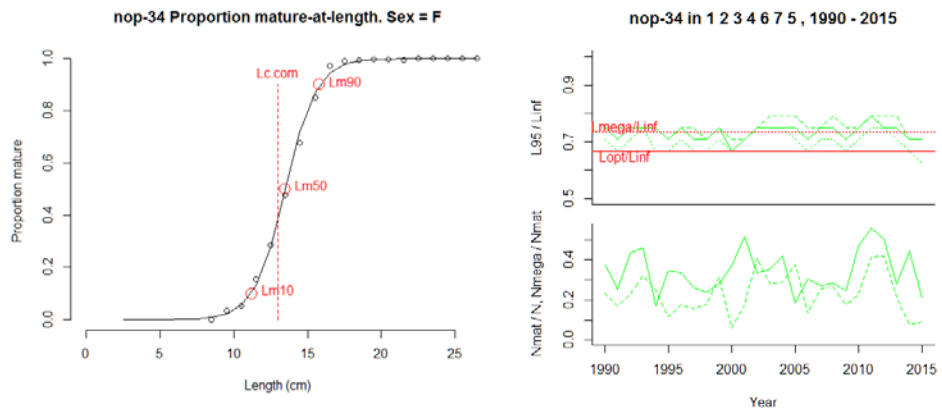 nop-34 Proportion mature-at-length. Sex = F
Proportion mature
0.0
0.2
0.4
0.6
0.8
1.0
Lc.com
Lm90
Lm50
Lm10
0
5
10
15
20
25
Length (cm)
nop-34 in 1 2 3 4 6 7 5 , 1990 - 2015
L95 / Linf
0.5
0.7
0.9
Lmega/Linf
Lopt/Linf
Nmat / N, Nmega / Nmat
0.0
0.2
0.4
1990
1995
2000
2005
2010
2015
Year